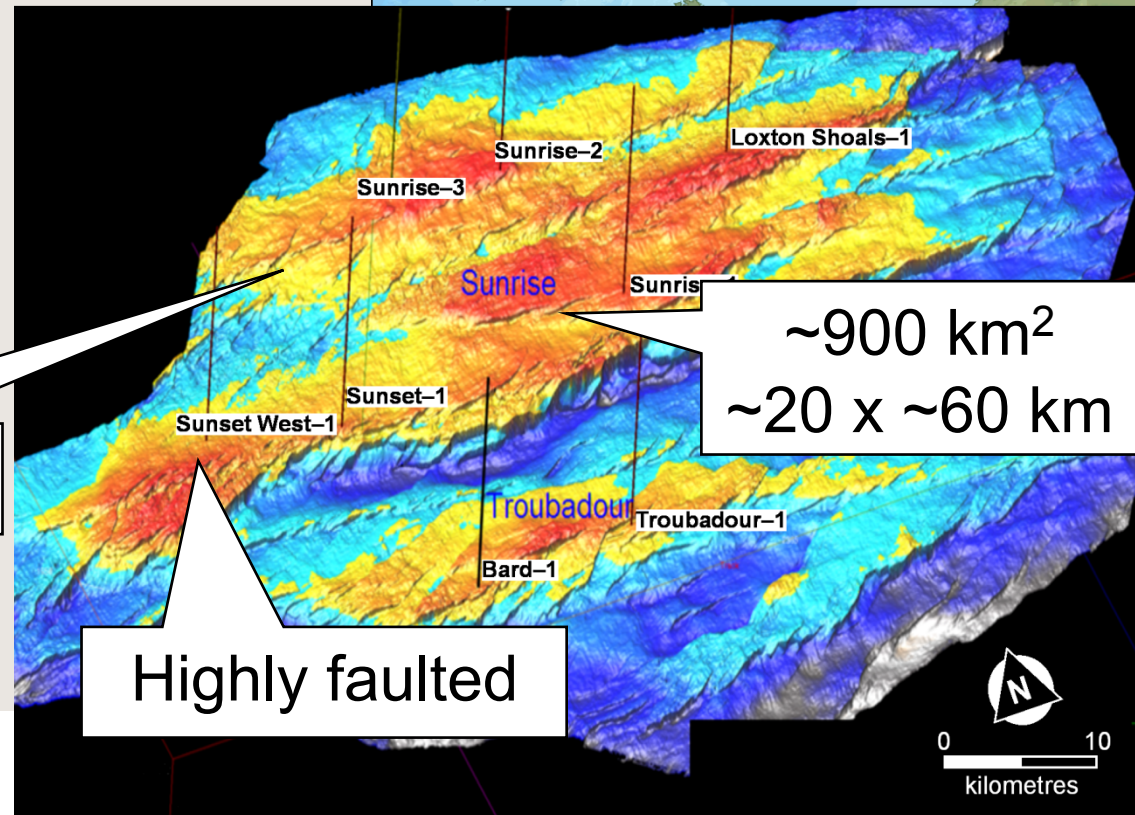 Sunrise–2
Loxton Shoals–1
Sunrise–3
Sunrise
~900 km²
~20 x ~60 km
Sunset–1
Sunset West–1
Troubadour
Troubadour–1
Bard–1
Highly faulted
N
0 10
kilometres